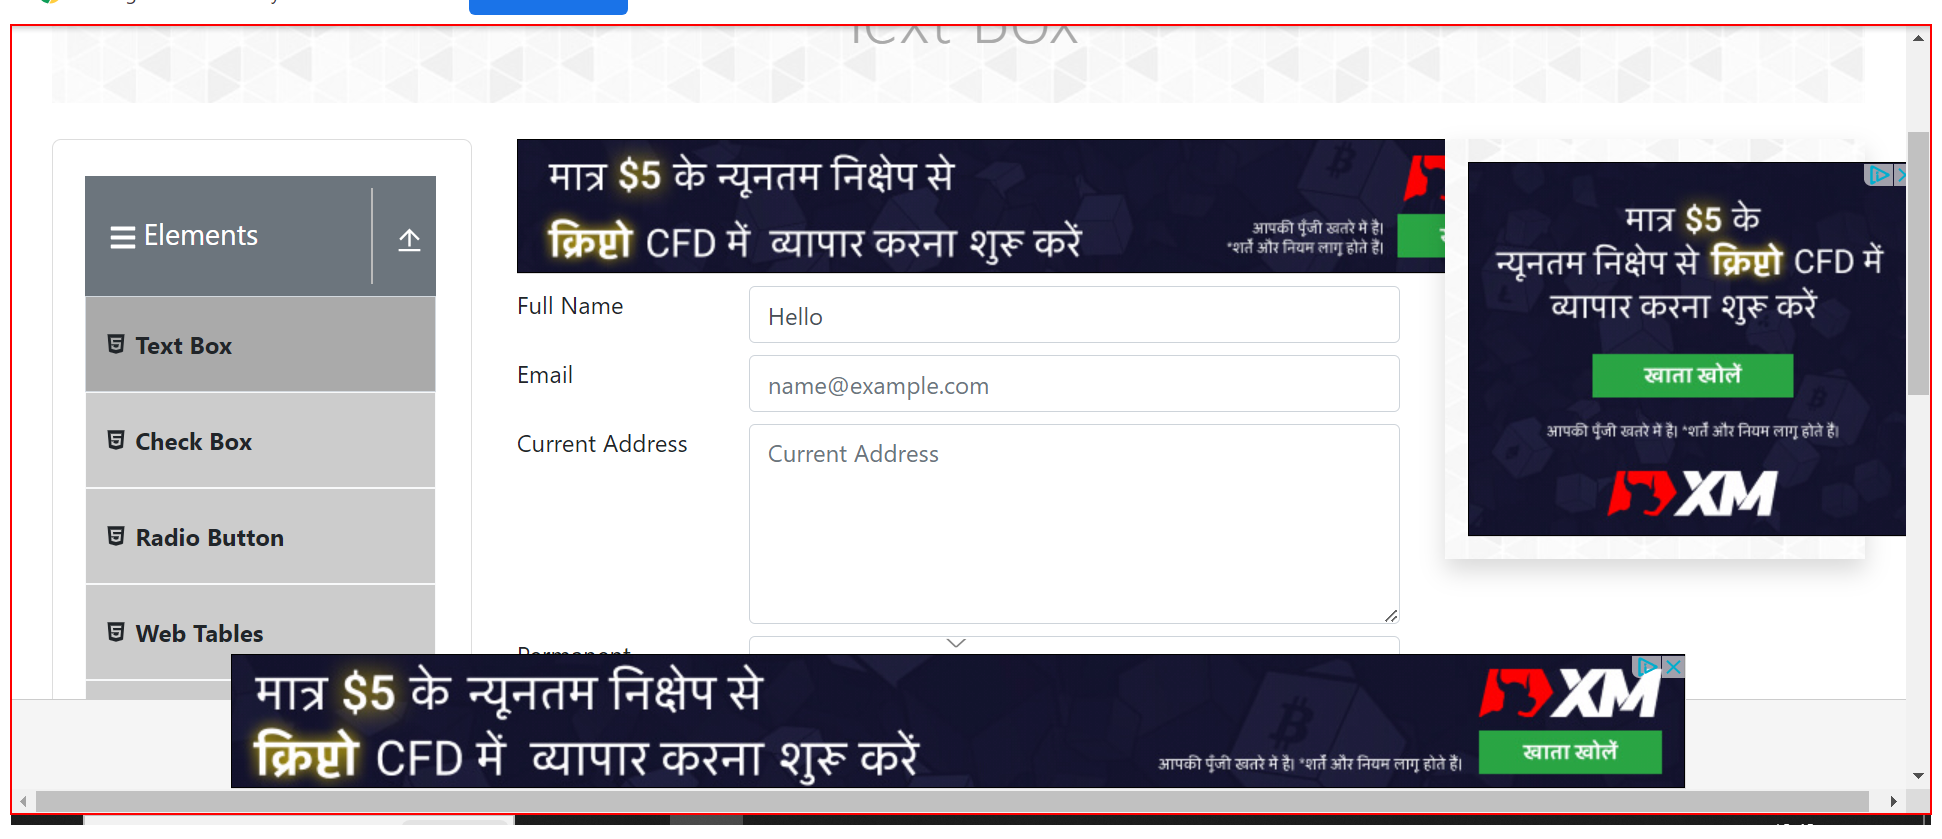 Text Box
Elements
Text Box
Check Box
Radio Button
Web Tables
मात्र $5 के न्यूनतम निक्षेप से
क्रिप्टो CFD में व्यापार करना शुरू करें
आपकी पूँजी खतरे में है।
*शर्तें और नियम लागू होते हैं।
Full Name
Hello
Email
name@example.com
Current Address
Current Address
Permanent
मात्र $5 के
न्यूनतम निक्षेप से क्रिप्टो CFD में
व्यापार करना शुरू करें
खाता खोलें
आपकी पूँजी खतरे में है। *शर्तें और नियम लागू होते हैं।
XM
मात्र $5 के न्यूनतम निक्षेप से
क्रिप्टो CFD में व्यापार करना शुरू करें
आपकी पूँजी खतरे में है। *शर्तें और नियम लागू होते हैं।
XM
खाता खोलें